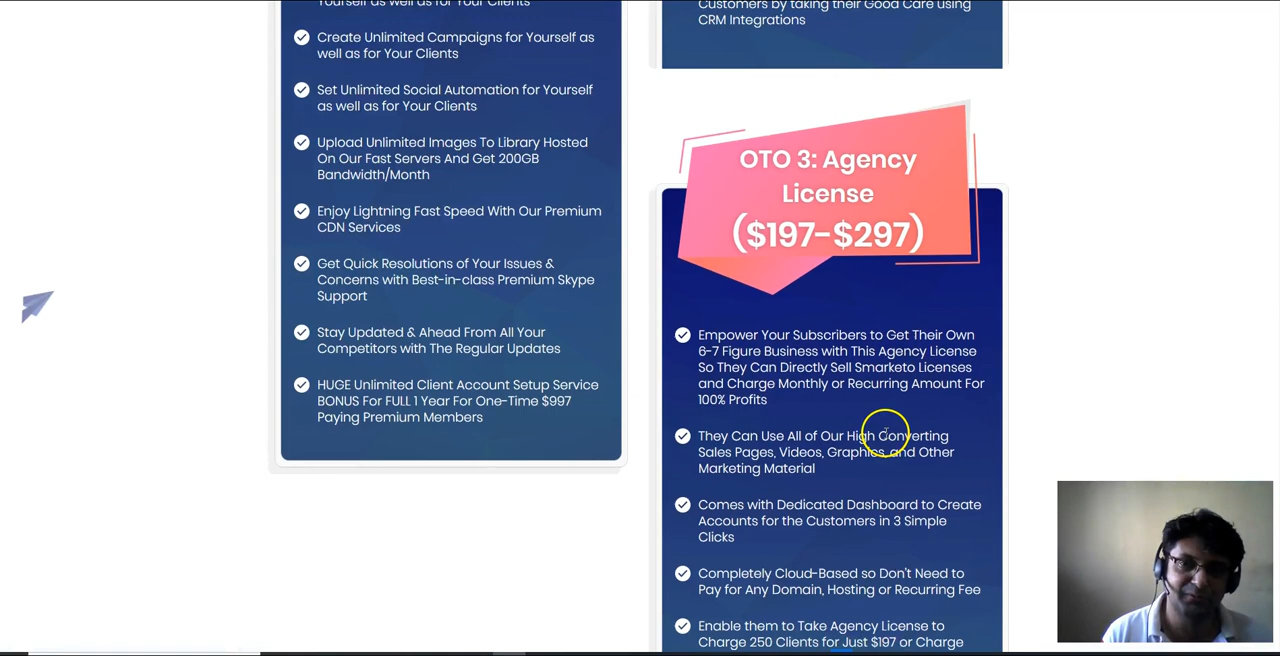 Yourself as well as for Your Clients
Create Unlimited Campaigns for Yourself as
well as for Your Clients
Set Unlimited Social Automation for Yourself
as well as for Your Clients
Upload Unlimited Images To Library Hosted
On Our Fast Servers And Get 200GB
Bandwidth/Month
Enjoy Lightning Fast Speed With Our Premium
CDN Services
Get Quick Resolutions of Your Issues &
Concerns with Best-in-class Premium Skype
Support
Stay Updated & Ahead From All Your
Competitors with The Regular Updates
HUGE Unlimited Client Account Setup Service
BONUS For FULL 1 Year For One-Time $997
Paying Premium Members
Customers by taking their Good Care using
CRM Integrations
OTO 3: Agency
License
($197-$297)
Empower Your Subscribers to Get Their Own
6-7 Figure Business with This Agency License
So They Can Directly Sell Smarketo Licenses
and Charge Monthly or Recurring Amount For
100% Profits
They Can Use All of Our High Converting
Sales Pages, Videos, Graphics, and Other
Marketing Material
Comes with Dedicated Dashboard to Create
Accounts for the Customers in 3 Simple
Clicks
Completely Cloud-Based so Don't Need to
Pay for Any Domain, Hosting or Recurring Fee
Enable them to Take Agency License to
Charge 250 Clients for Just $197 or Charge